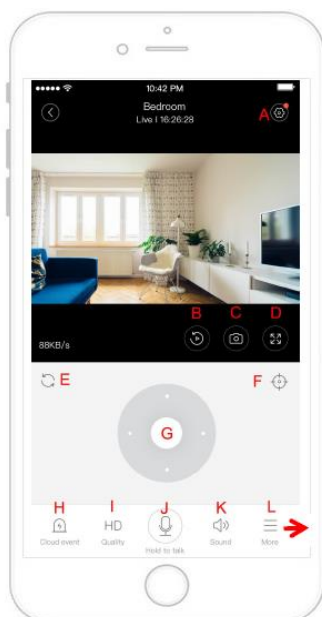 10:42 PM
Bedroom
Live | 16:26:28
A
B C D
88KB/s
E F
G
H I J K L
HD
Cloud event Quality Hold to talk Sound More